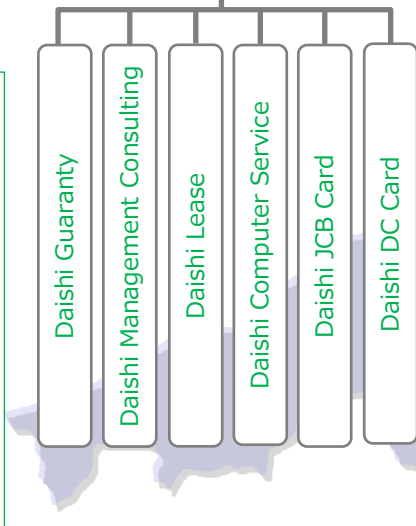 Daishi Guaranty
Daishi Management Consulting
Daishi Lease
Daishi Computer Service
Daishi JCB Card
Daishi DC Card